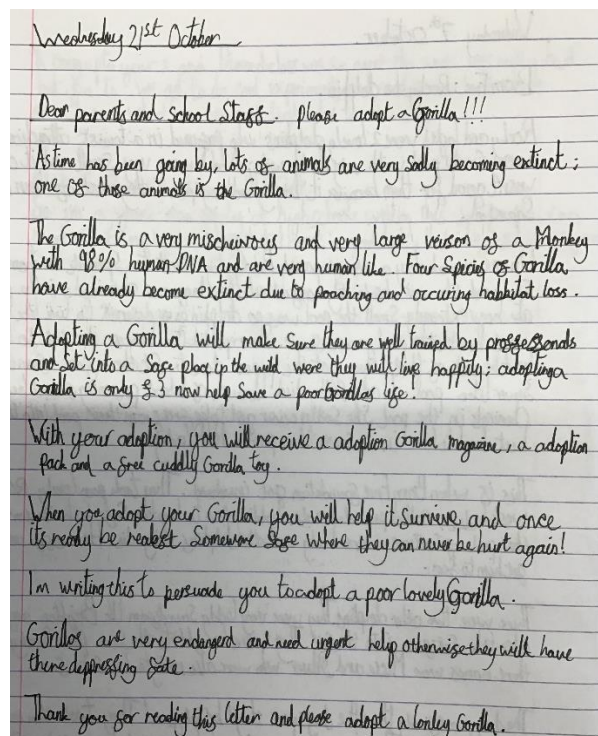 Wednesday 21st October
Dear parents and School Staff. Please adopt a Gorilla!!!
As time has been going by, lots of animals are very sadly becoming extinct;
one of those animals is the Gorilla.
The Gorilla is, a very mischeivous and very large verison of a Monkey
with 98% human DNA and are very human like. Four Spicies of Gorilla
have already become extinct due to poaching and occuring habbitat loss.
Adopting a Gorilla will make sure they are well trained by
and set into a safe place in the wild were they will live happily; adopting a
Gorilla is only £3 now help save a poor Gorillas life.
With your adoption, you will receive a adoption Gorilla magazine, a adoption
pack and a free cuddly Gorilla toy.
When you adopt your Gorilla, you will help it survive and once
its ready be Somewere safe where they can never be hurt again!
Im writing this to persuade you to adopt a poor lovely Gorilla.
Gorillas are very endangerd and need urgent help otherwise they will have
there deppressing fate.
Thank you for reading this letter and please adopt a lonley Gorilla.